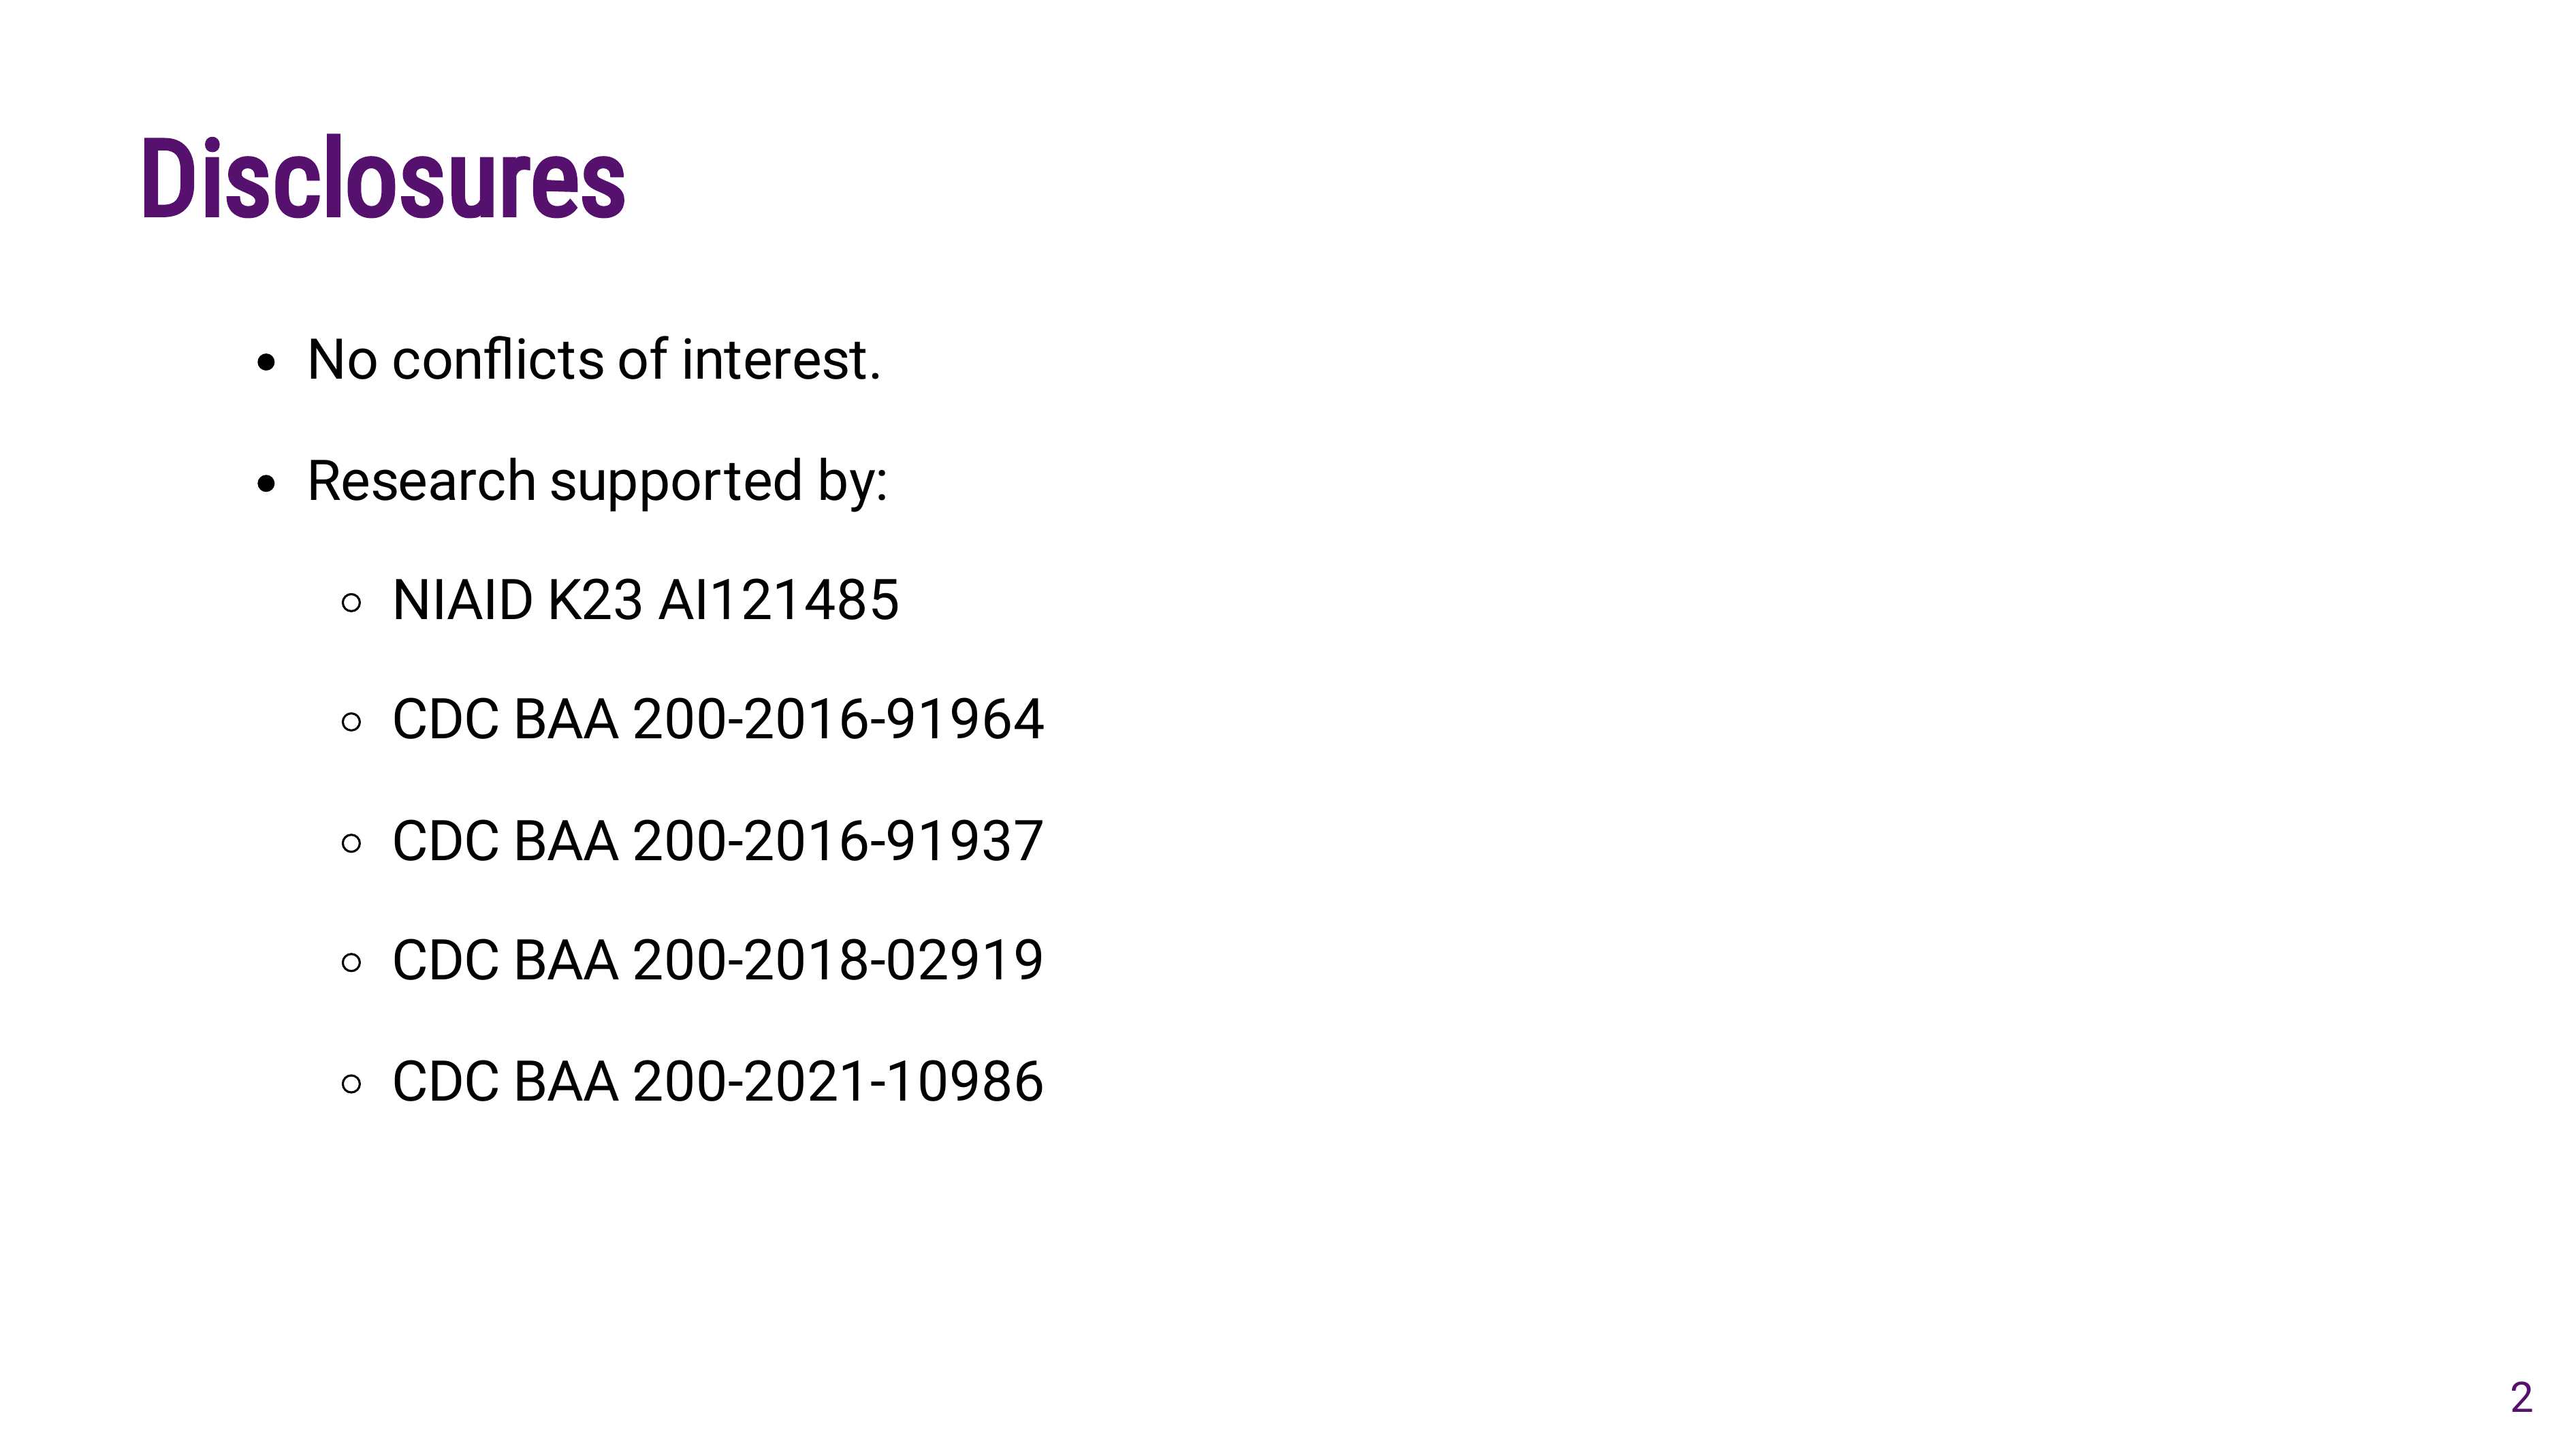 Disclosures
No conflicts of interest.
Research supported by:
NIAID K23 AI121485
CDC BAA 200-2016-91964
CDC BAA 200-2016-91937
CDC BAA 200-2018-02919
CDC BAA 200-2021-10986
2